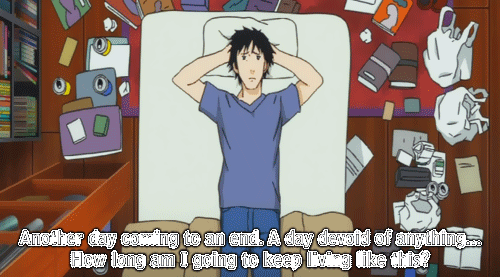 Another day coming to an end. A day devoid of anything...
How long am I going to keep living like this?